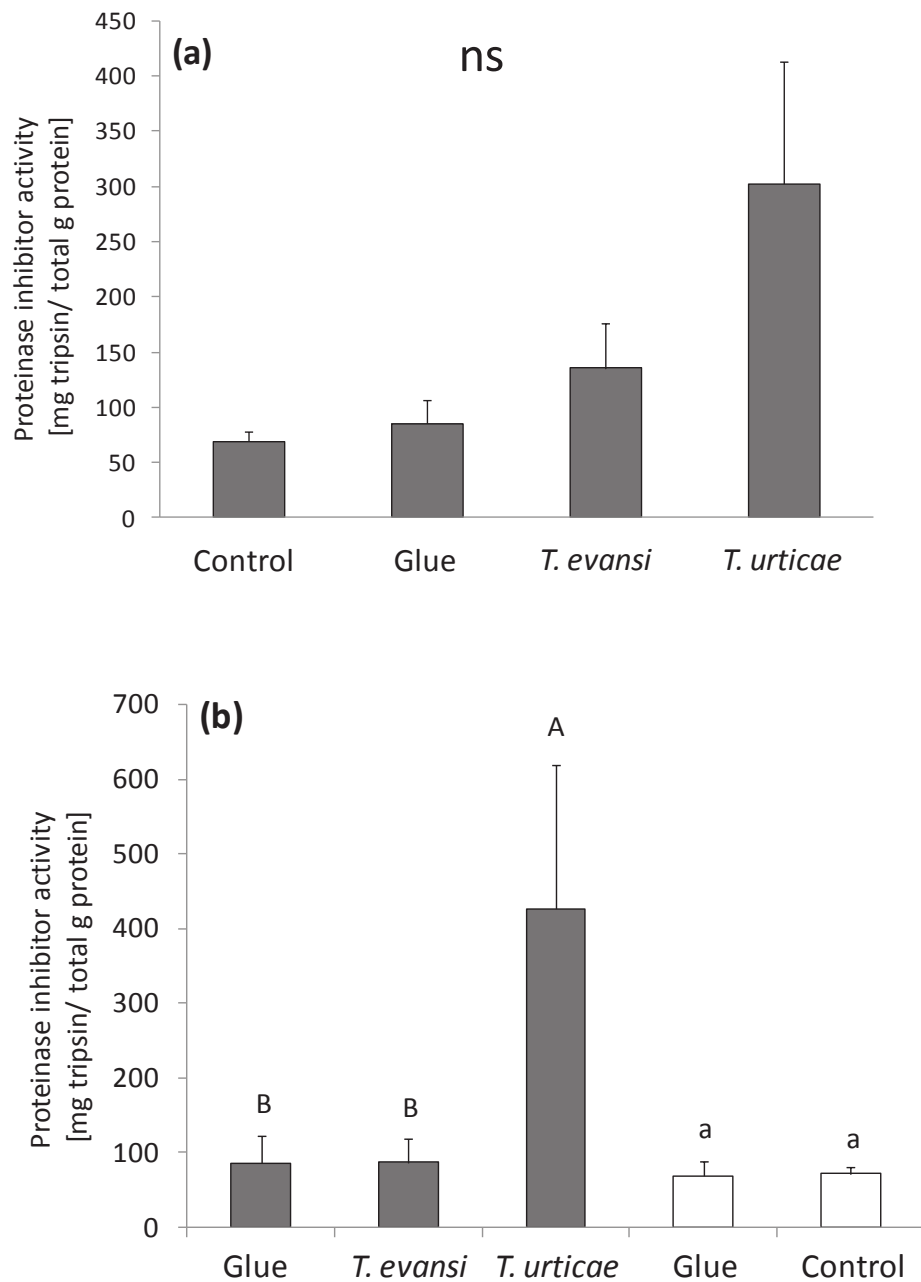 (a)
ns
Proteinase inhibitor activity
[mg tripsin/ total g protein]
450
400
350
300
250
200
150
100
50
0
Control Glue T. evansi T. urticae
(b)
Proteinase inhibitor activity
[mg tripsin/ total g protein]
700
600
500
400
300
200
100
0
A
B B a a
Glue T. evansi T. urticae Glue Control